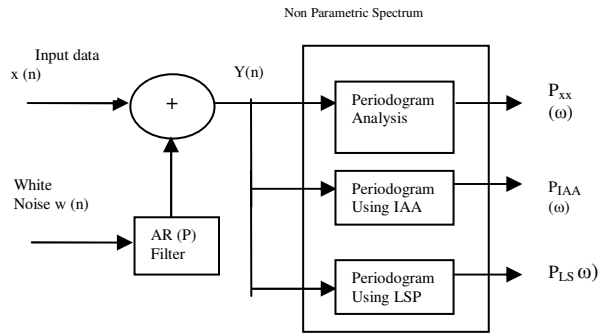 Non Parametric Spectrum
Input data
x (n)
+
Y(n)
Periodogram
Analysis
P_xx
(ω)
White
Noise w (n)
AR (P)
Filter
Periodogram
Using IAA
P_IAA
(ω)
Periodogram
Using LSP
P_LS ω)